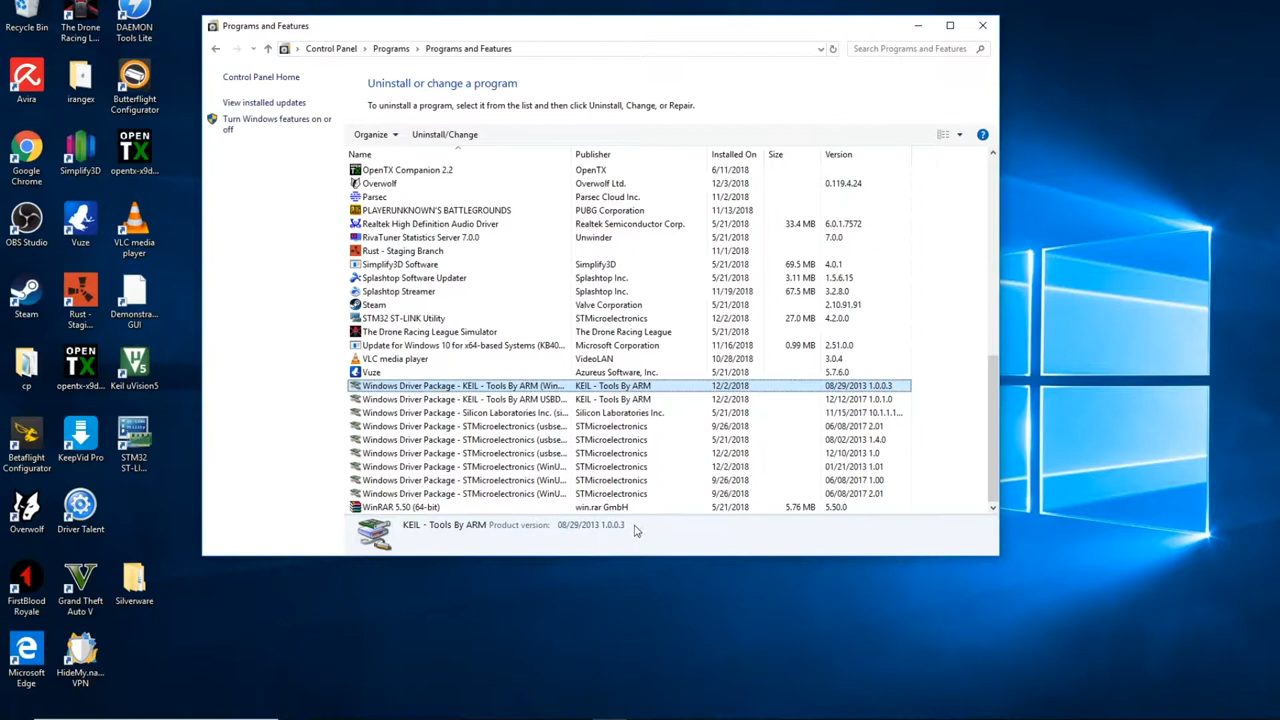 Programs and Features
Control Panel > Programs > Programs and Features
Search Programs and Features
Control Panel Home
View installed updates
Turn Windows features on or off
Uninstall or change a program
To uninstall a program, select it from the list and then click Uninstall, Change, or Repair.
Organize Uninstall/Change
Name Publisher Installed On Size Version
OpenTX Companion 2.2 OpenTX 6/11/2018
Overwolf Overwolf Ltd. 12/3/2018 0.119.4.24
Parsec Parsec Cloud Inc. 11/2/2018
PLAYERUNKNOWN'S BATTLEGROUNDS PUBG Corporation 11/13/2018
Realtek High Definition Audio Driver Realtek Semiconductor Corp. 5/21/2018 33.4 MB 6.0.1.7572
RivaTuner Statistics Server 7.0.0 Unwinder 5/21/2018 7.0.0
Rust - Staging Branch 11/1/2018
Simplify3D Software Simplify3D 5/21/2018 69.5 MB 4.0.1
Splashtop Software Updater Splashtop Inc. 5/21/2018 3.11 MB 1.5.6.15
Splashtop Streamer Splashtop Inc. 11/19/2018 67.5 MB 3.2.8.0
Steam Valve Corporation 5/21/2018 2.10.91.91
STM32 ST-LINK Utility STMicroelectronics 12/2/2018 27.0 MB 4.2.0.0
The Drone Racing League Simulator The Drone Racing League 5/21/2018
Update for Windows 10 for x64-based Systems (KB40... Microsoft Corporation 11/16/2018 0.99 MB 2.51.0.0
VLC media player VideoLAN 10/28/2018 3.0.4
Vuze Azureus Software, Inc. 5/21/2018 5.7.6.0
Windows Driver Package - KEIL - Tools By ARM (Win... KEIL - Tools By ARM 12/2/2018 08/29/2013 1.0.0.3
Windows Driver Package - KEIL - Tools By ARM USBD... KEIL - Tools By ARM 12/2/2018 12/12/2017 1.0.1.0
Windows Driver Package - Silicon Laboratories Inc. (si... Silicon Laboratories Inc. 5/21/2018 11/15/2017 10.1.1.1...
Windows Driver Package - STMicroelectronics (usbse... STMicroelectronics 9/26/2018 06/08/2017 2.01
Windows Driver Package - STMicroelectronics (usbse... STMicroelectronics 5/21/2018 08/02/2013 1.4.0
Windows Driver Package - STMicroelectronics (usbse... STMicroelectronics 12/2/2018 12/10/2013 1.0
Windows Driver Package - STMicroelectronics (WinU... STMicroelectronics 12/2/2018 01/21/2013 1.01
Windows Driver Package - STMicroelectronics (WinU... STMicroelectronics 9/26/2018 06/08/2017 1.00
Windows Driver Package - STMicroelectronics (WinU... STMicroelectronics 9/26/2018 06/08/2017 2.01
WinRAR 5.50 (64-bit) win.rar GmbH 5/21/2018 5.76 MB 5.50.0
KEIL - Tools By ARM Product version: 08/29/2013 1.0.0.3
Recycle Bin
The Drone Racing L...
DAEMON Tools Lite
Avira
irangex
Butterflight Configurator
Google Chrome
Simplify3D
OPEN TX
opentx-x9d...
OBS Studio
Vuze
VLC media player
Steam
Rust - Stagi...
Demonstra... GUI
cp
OPEN TX
opentx-x9d...
Keil uVision5
Betaflight Configurator
KeepVid Pro
STM32 ST-LI...
Overwolf
Driver Talent
FirstBlood Royale
Grand Theft Auto V
Silverware
Microsoft Edge
HideMy.na... VPN